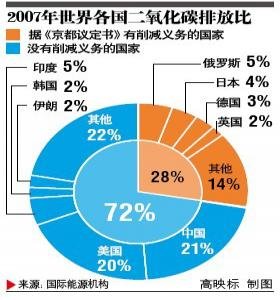 2007年世界各国二氧化碳排放比
据《京都议定书》有削减义务的国家
没有削减义务的国家
印度 5%
韩国 2%
伊朗 2%
其他
22%
俄罗斯 5%
日本 4%
德国 3%
英国 2%
其他
14%
28%
72%
美国
20%
中国
21%
来源:国际能源机构
高映标 制图